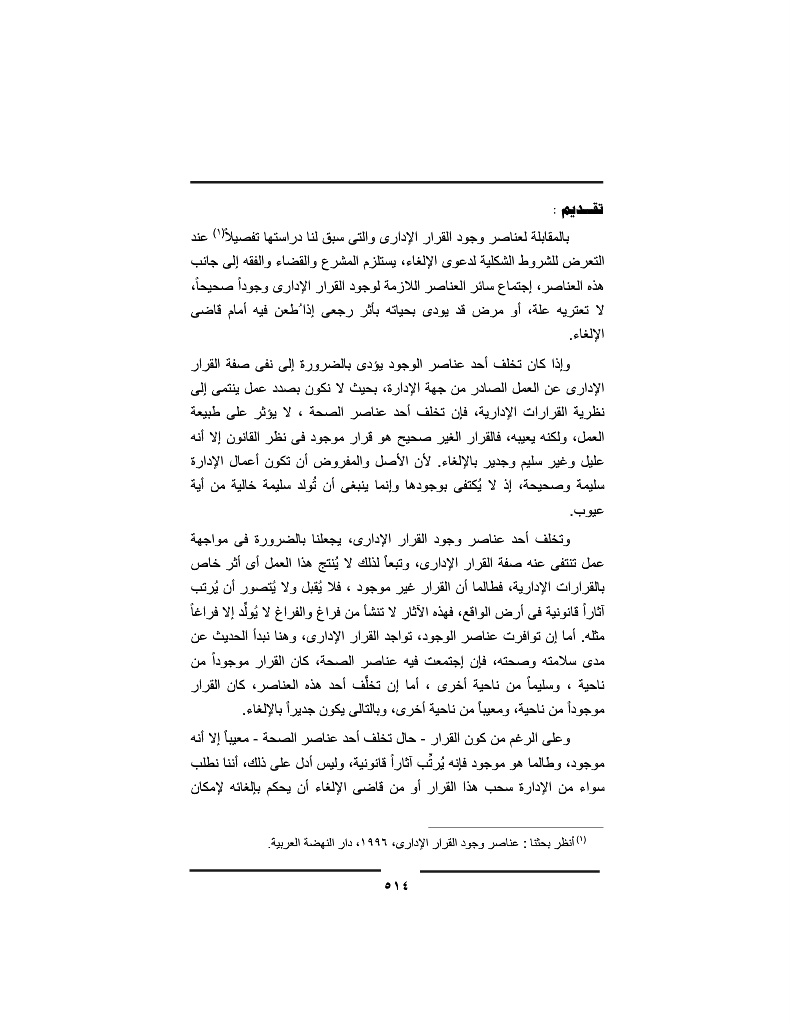 تقـــديم :
بالمقابلة لعناصر وجود القرار الإدارى والتى سبق لنا دراستها تفصيلاً(١) عند
التعرض للشروط الشكلية لدعوى الإلغاء، يستلزم المشرع والقضاء والفقه إلى جانب
هذه العناصر، إجتماع سائر العناصر اللازمة لوجود القرار الإدارى وجوداً صحيحاً،
لا تعتريه علة، أو مرض قد يودى بحياته بأثر رجعى إذا ُطعن فيه أمام قاضى
الإلغاء.
وإذا كان تخلف أحد عناصر الوجود يؤدى بالضرورة إلى نفى صفة القرار
الإدارى عن العمل الصادر من جهة الإدارة، بحيث لا نكون بصدد عمل ينتمى إلى
نظرية القرارات الإدارية، فإن تخلف أحد عناصر الصحة ، لا يؤثر على طبيعة
العمل، ولكنه يعيبه، فالقرار الغير صحيح هو قرار موجود فى نظر القانون إلا أنه
عليل وغير سليم وجدير بالإلغاء. لأن الأصل والمفروض أن تكون أعمال الإدارة
سليمة وصحيحة، إذ لا يُكتفى بوجودها وإنما ينبغى أن تُولد سليمة خالية من أية
عيوب.
وتخلف أحد عناصر وجود القرار الإدارى، يجعلنا بالضرورة فى مواجهة
عمل تنتفى عنه صفة القرار الإدارى، وتبعاً لذلك لا يُنتج هذا العمل أى أثر خاص
بالقرارات الإدارية، فطالما أن القرار غير موجود ، فلا يُقبل ولا يُتصور أن يُرتب
آثاراً قانونية فى أرض الواقع، فهذه الآثار لا تنشأ من فراغ والفراغ لا يُولِّد إلا فراغاً
مثله. أما إن توافرت عناصر الوجود، تواجد القرار الإدارى، وهنا نبدأ الحديث عن
مدى سلامته وصحته، فإن إجتمعت فيه عناصر الصحة، كان القرار موجوداً من
ناحية ، وسليماً من ناحية أخرى ، أما إن تخلَّف أحد هذه العناصر، كان القرار
موجوداً من ناحية، ومعيباً من ناحية أخرى، وبالتالى يكون جديراً بالإلغاء.
وعلى الرغم من كون القرار - حال تخلف أحد عناصر الصحة - معيباً إلا أنه
موجود، وطالما هو موجود فإنه يُرتِّب آثاراً قانونية، وليس أدل على ذلك، أننا نطلب
سواء من الإدارة سحب هذا القرار أو من قاضى الإلغاء أن يحكم بإلغائه لإمكان
(١) أنظر بحثنا : عناصر وجود القرار الإدارى، ١٩٩٦، دار النهضة العربية.
٥١٤